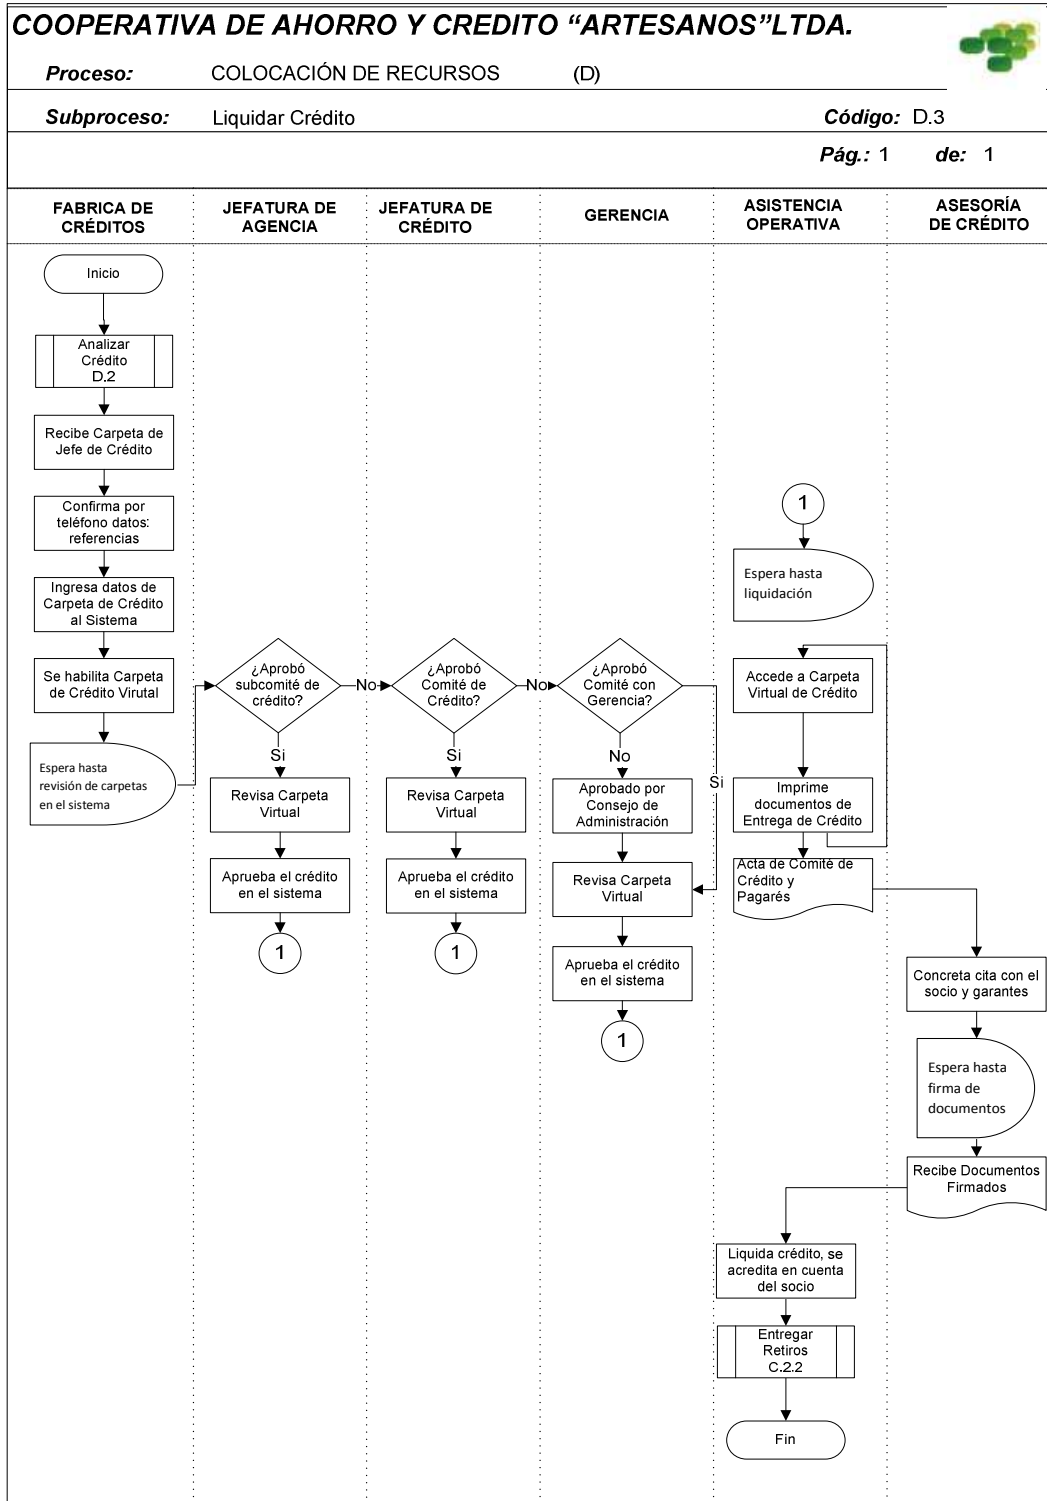 COOPERATIVA DE AHORRO Y CREDITO “ARTESANOS”LTDA.
Proceso: COLOCACIÓN DE RECURSOS (D)
Subproceso: Liquidar Crédito Código: D.3
Pág.: 1 de: 1
FABRICA DE
CRÉDITOS
JEFATURA DE
AGENCIA
JEFATURA DE
CRÉDITO
GERENCIA
ASISTENCIA
OPERATIVA
ASESORÍA
DE CRÉDITO
Inicio
Analizar
Crédito
D.2
Recibe Carpeta de
Jefe de Crédito
Confirma por
teléfono datos:
referencias
Ingresa datos de
Carpeta de Crédito
al Sistema
Se habilita Carpeta
de Crédito Virutal
Espera hasta
revisión de carpetas
en el sistema
¿Aprobó
subcomité de
crédito?
No
Si
Revisa Carpeta
Virtual
Aprueba el crédito
en el sistema
1
¿Aprobó
Comité de
Crédito?
No
Si
Revisa Carpeta
Virtual
Aprueba el crédito
en el sistema
1
¿Aprobó
Comité con
Gerencia?
No
Si
Aprobado por
Consejo de
Administración
Revisa Carpeta
Virtual
Aprueba el crédito
en el sistema
1
1
Espera hasta
liquidación
Accede a Carpeta
Virtual de Crédito
Imprime
documentos de
Entrega de Crédito
Acta de Comité de
Crédito y
Pagarés
Concreta cita con el
socio y garantes
Espera hasta
firma de
documentos
Recibe Documentos
Firmados
Liquida crédito, se
acredita en cuenta
del socio
Entregar
Retiros
C.2.2
Fin